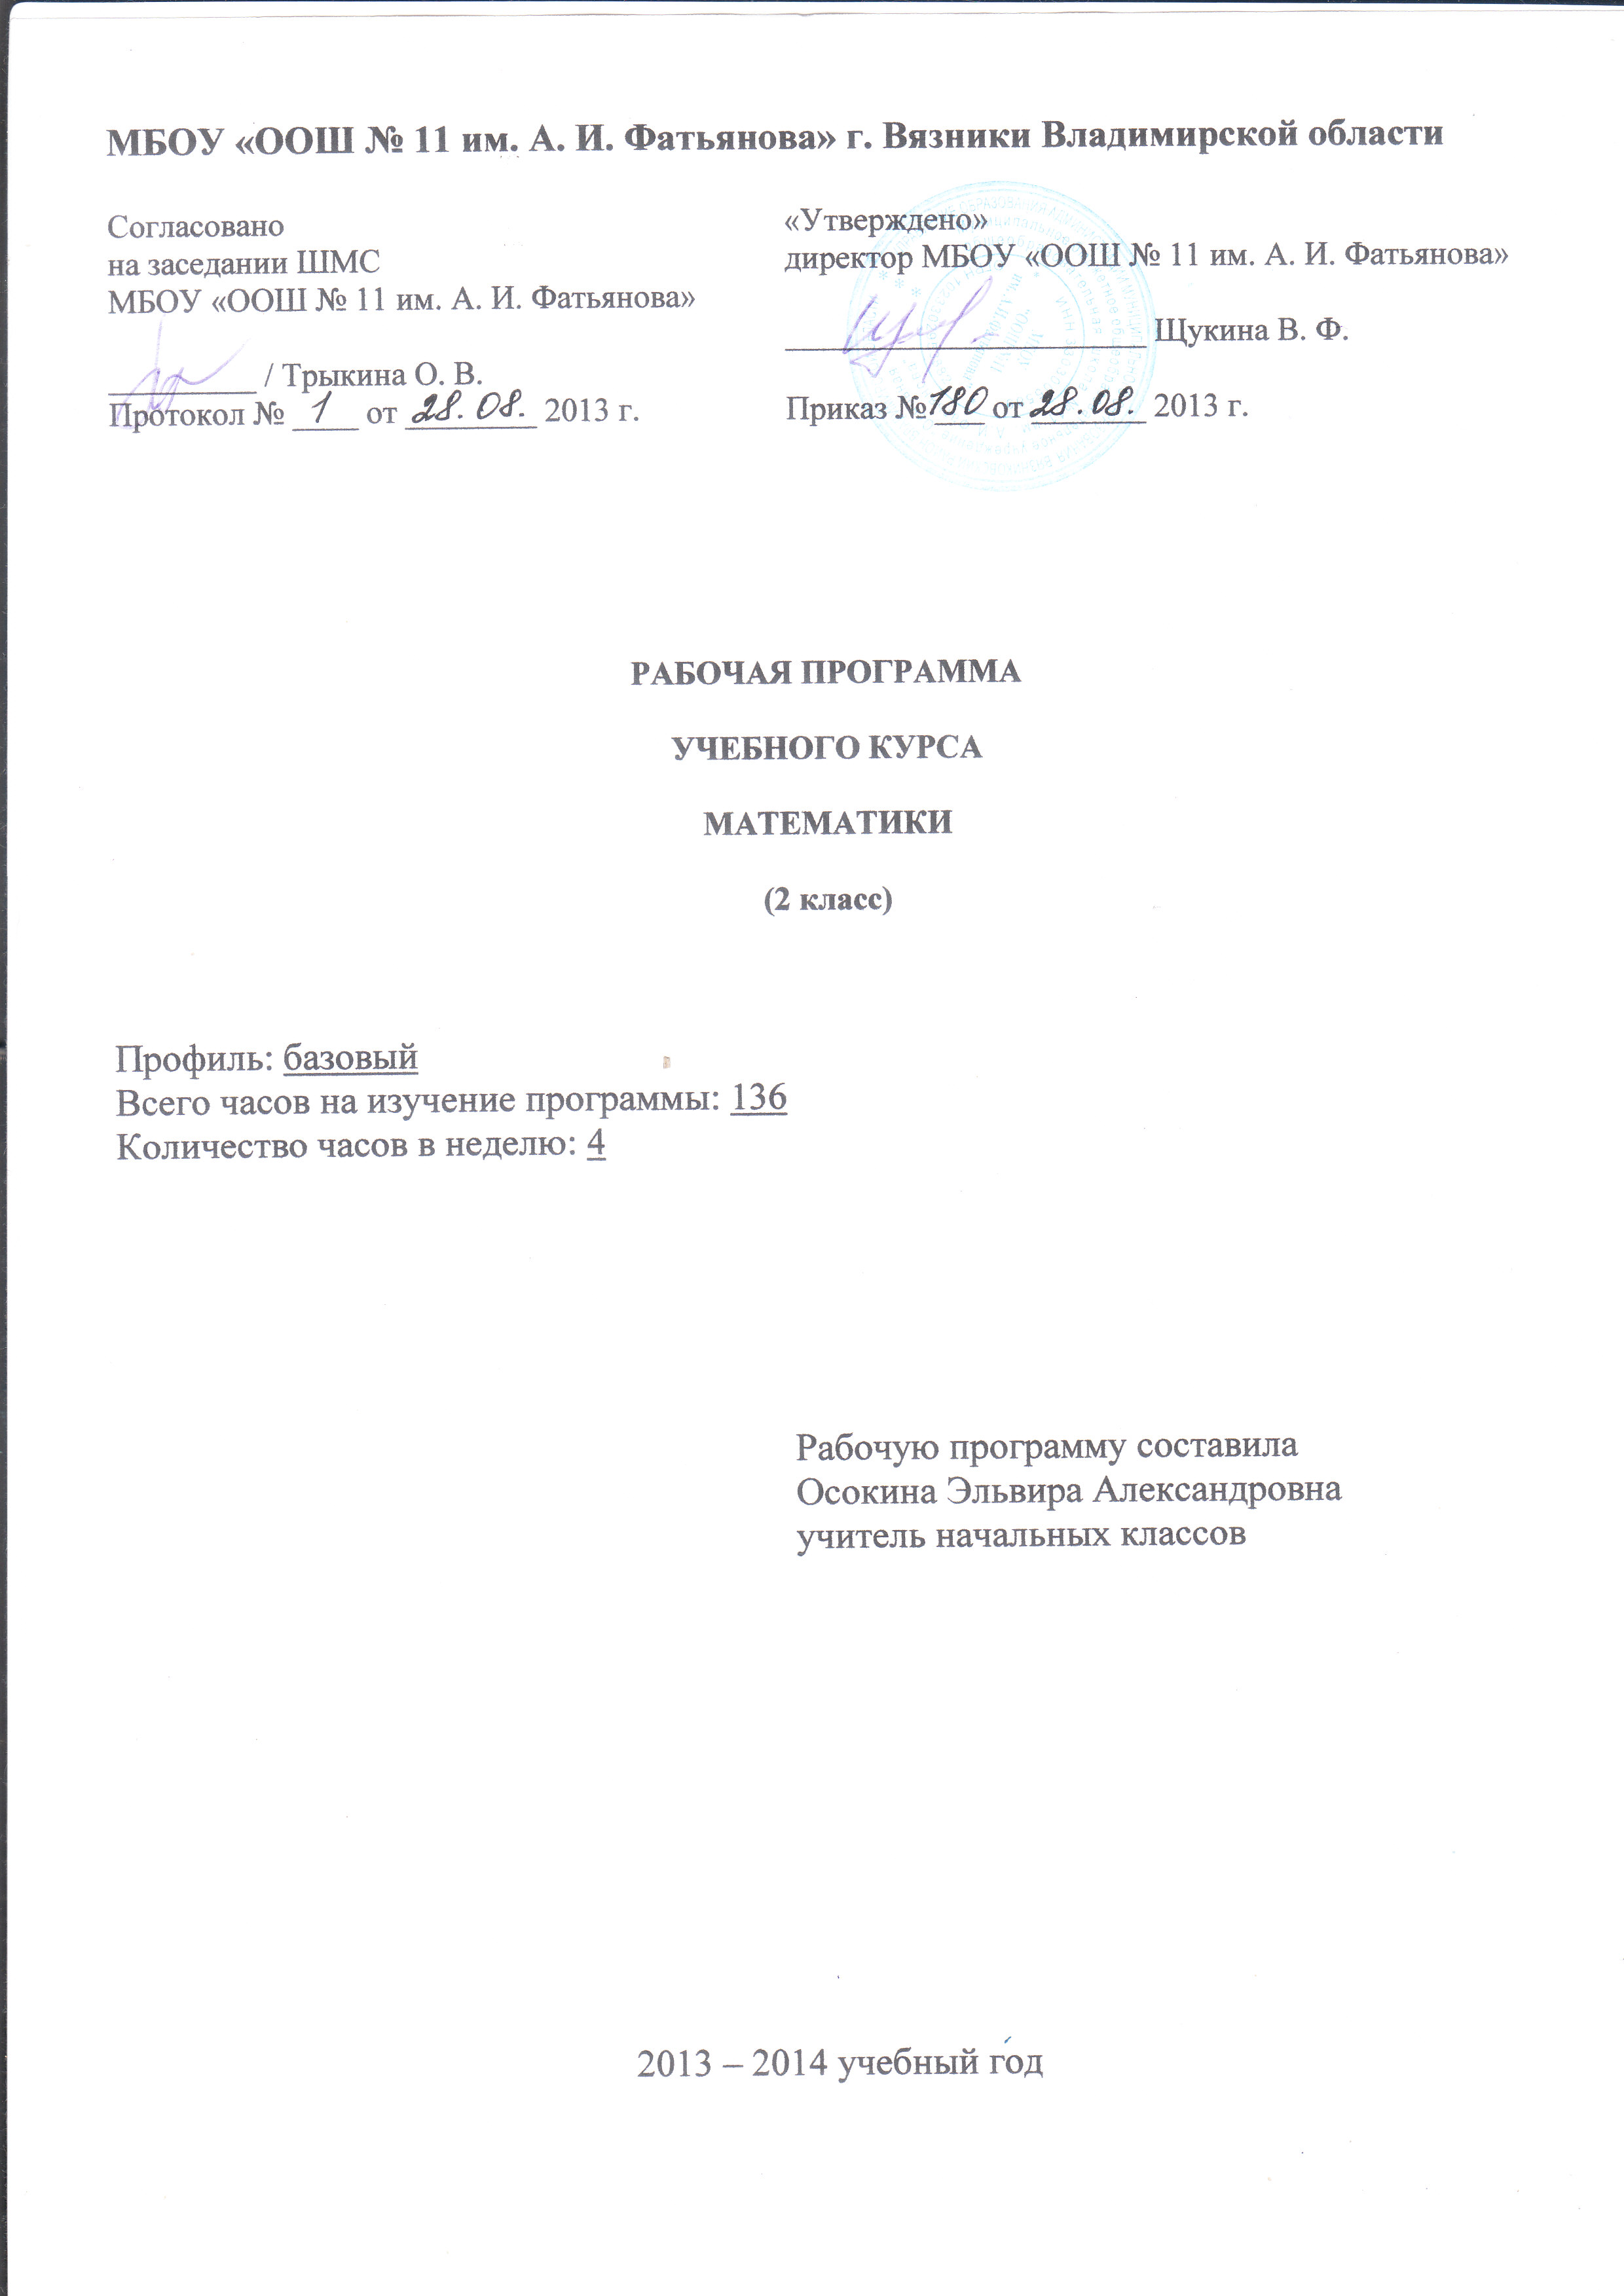 МБОУ «ООШ № 11 им. А. И. Фатьянова» г. Вязники Владимирской области
Согласовано
на заседании ШМС
МБОУ «ООШ № 11 им. А. И. Фатьянова»
/ Трыкина О. В.
Протокол № 1 от 28. 08. 2013 г.
«Утверждено»
директор МБОУ «ООШ № 11 им. А. И. Фатьянова»
Щукина В. Ф.
Приказ № 180 от 28. 08. 2013 г.
РАБОЧАЯ ПРОГРАММА
УЧЕБНОГО КУРСА
МАТЕМАТИКИ
(2 класс)
Профиль: базовый
Всего часов на изучение программы: 136
Количество часов в неделю: 4
Рабочую программу составила
Осокина Эльвира Александровна
учитель начальных классов
2013 – 2014 учебный год